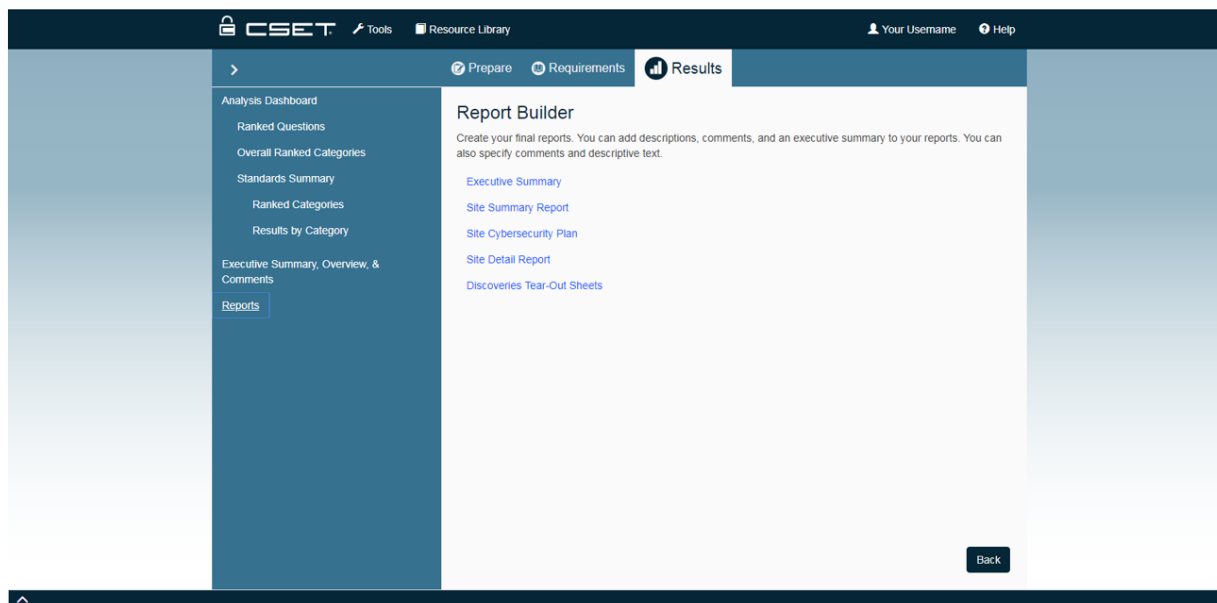 CSET Tools Resource Library Your Username Help
Prepare Requirements Results
Analysis Dashboard
Ranked Questions
Overall Ranked Categories
Standards Summary
Ranked Categories
Results by Category
Executive Summary, Overview, &
Comments
Reports
Report Builder
Create your final reports. You can add descriptions, comments, and an executive summary to your reports. You can
also specify comments and descriptive text.
Executive Summary
Site Summary Report
Site Cybersecurity Plan
Site Detail Report
Discoveries Tear-Out Sheets
Back